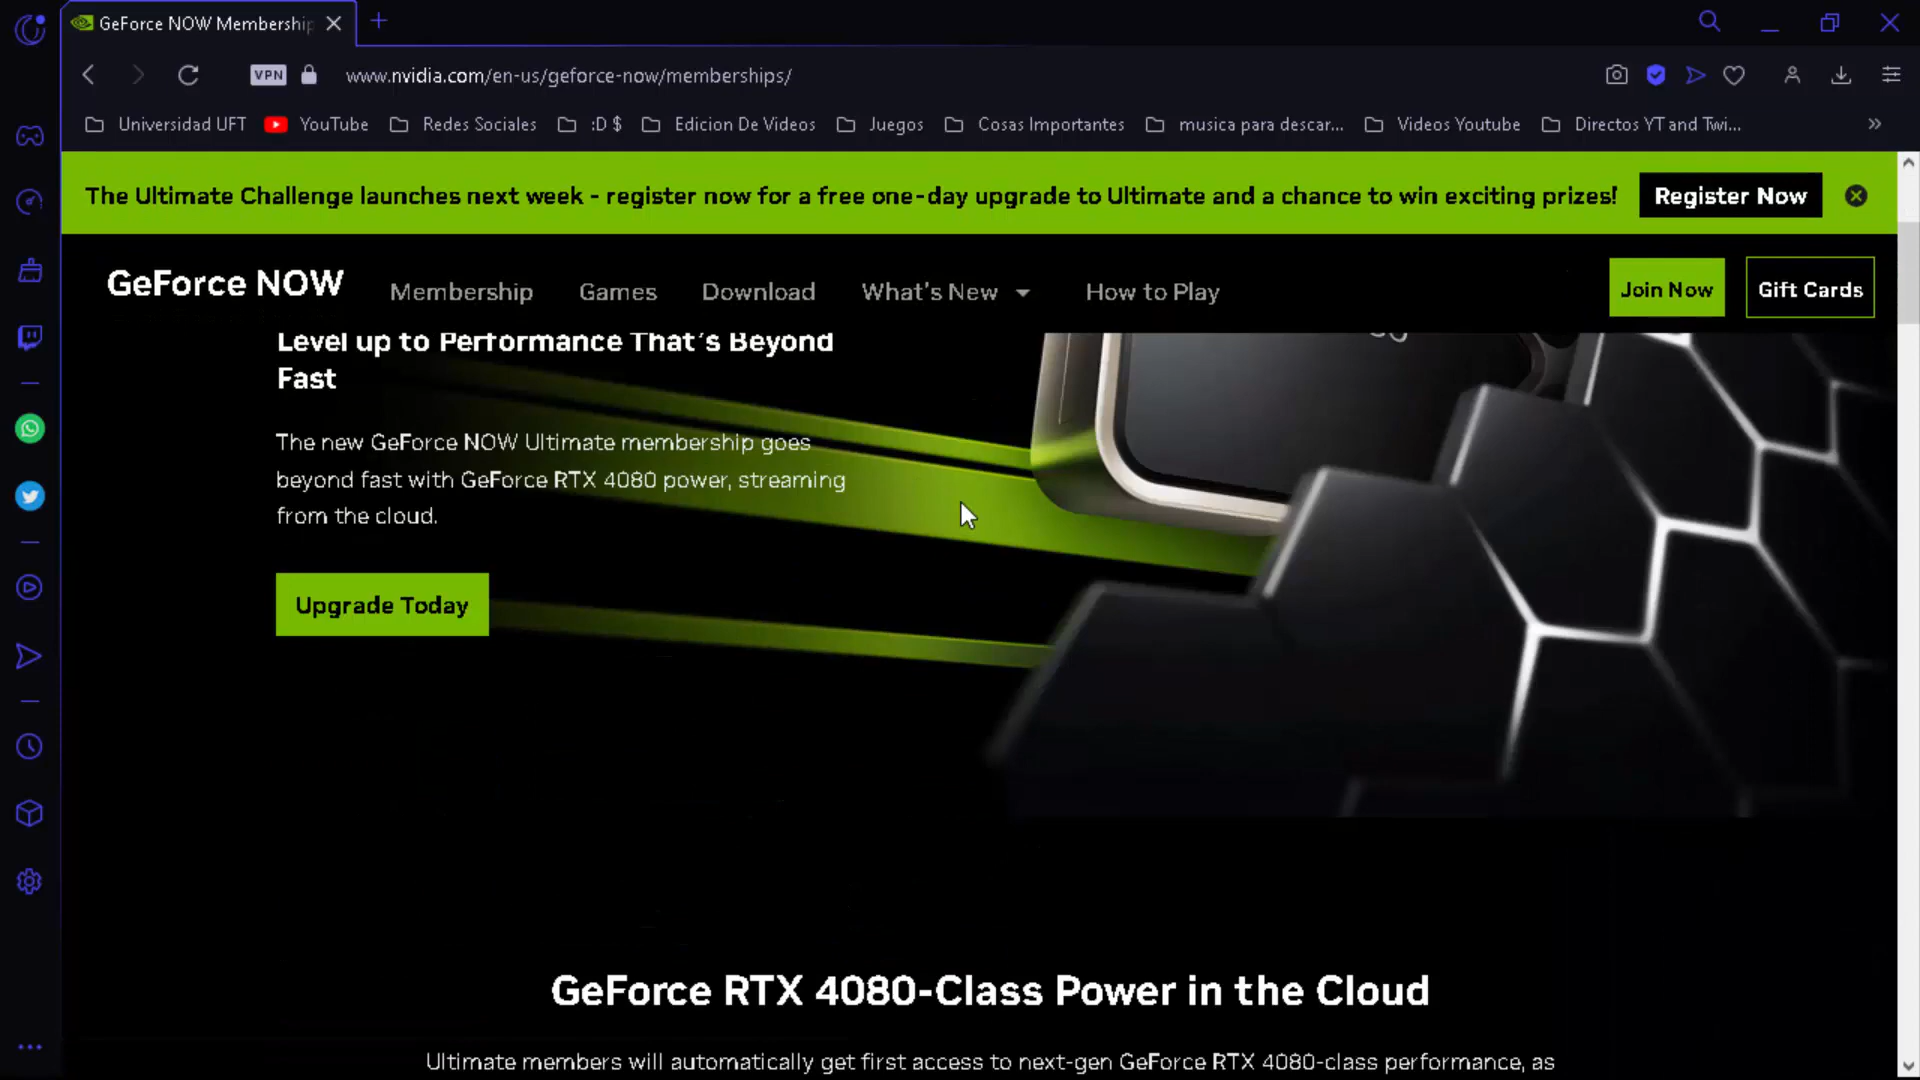 GeForce NOW Membership
VPN
www.nvidia.com/en-us/geforce-now/memberships/
Universidad UFT
YouTube
Redes Sociales
:D $
Edicion De Videos
Juegos
Cosas Importantes
musica para descar...
Videos Youtube
Directos YT and Twi...
The Ultimate Challenge launches next week - register now for a free one-day upgrade to Ultimate and a chance to win exciting prizes!
Register Now
GeForce NOW
Membership
Games
Download
What's New
How to Play
Join Now
Gift Cards
Level up to Performance That's Beyond
Fast
The new GeForce NOW Ultimate membership goes
beyond fast with GeForce RTX 4080 power, streaming
from the cloud.
Upgrade Today
GeForce RTX 4080-Class Power in the Cloud
Ultimate members will automatically get first access to next-gen GeForce RTX 4080-class performance, as